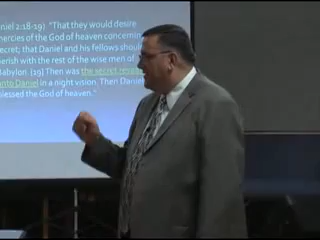 aniel 2:18-19) "That they would desire
mercies of the God of heaven concerning
secret; that Daniel and his fellows should
perish with the rest of the wise men of
Babylon [19] Then was the secret reveale
unto Daniel in a night vision. Then Daniel
blessed the God of heaven."